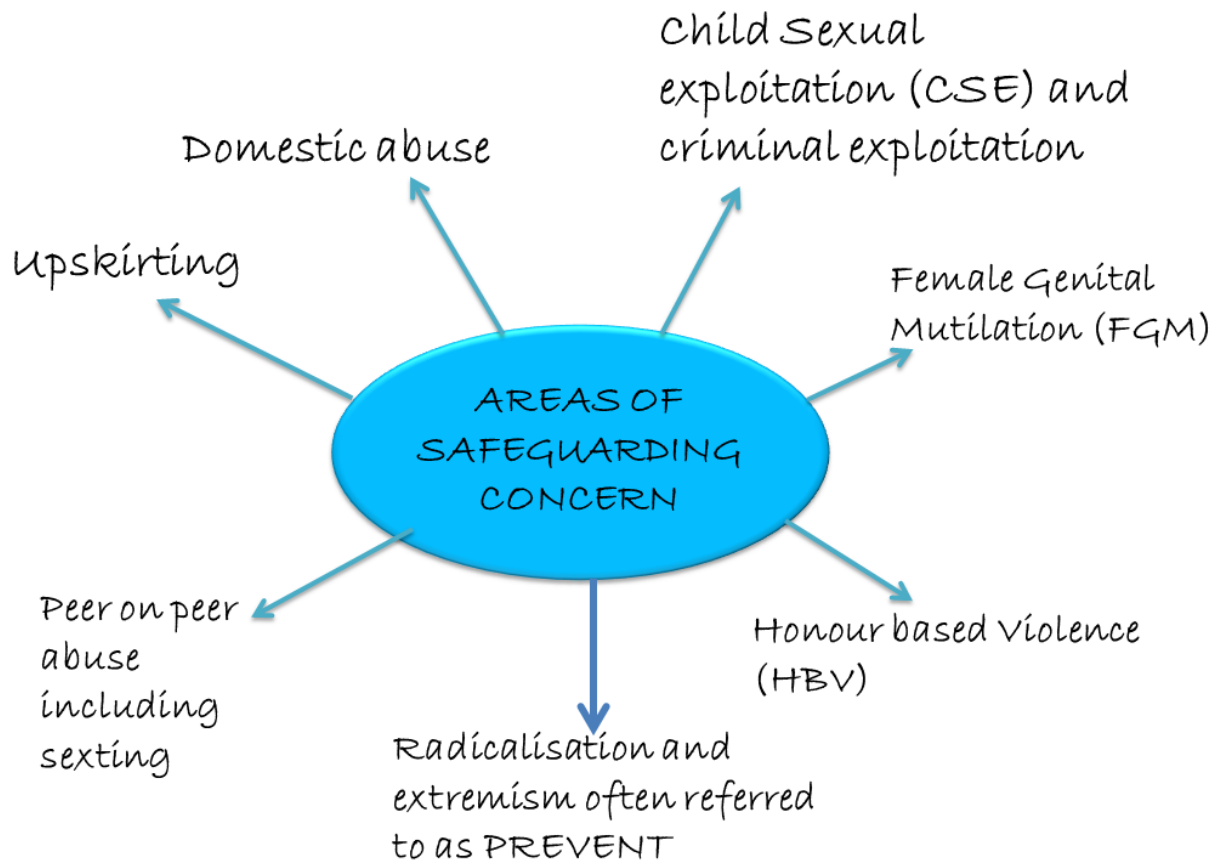 Child Sexual
exploitation (CSE) and
criminal exploitation
Domestic abuse
Upskirting
Female Genital
Mutilation (FGM)
AREAS OF
SAFEGUARDING
CONCERN
Peer on peer
abuse
including
sexting
Honour based Violence
(HBV)
Radicalisation and
extremism often referred
to as PREVENT